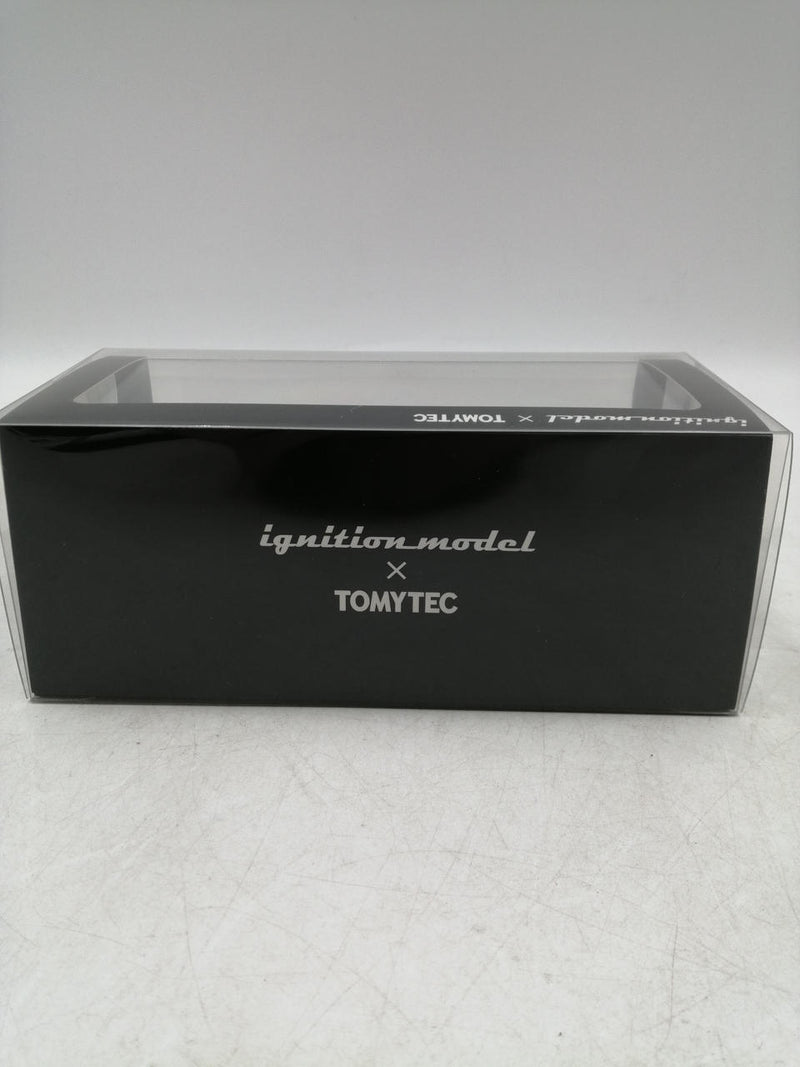 ignition model × TOMYTEC
ignition model
×
TOMYTEC